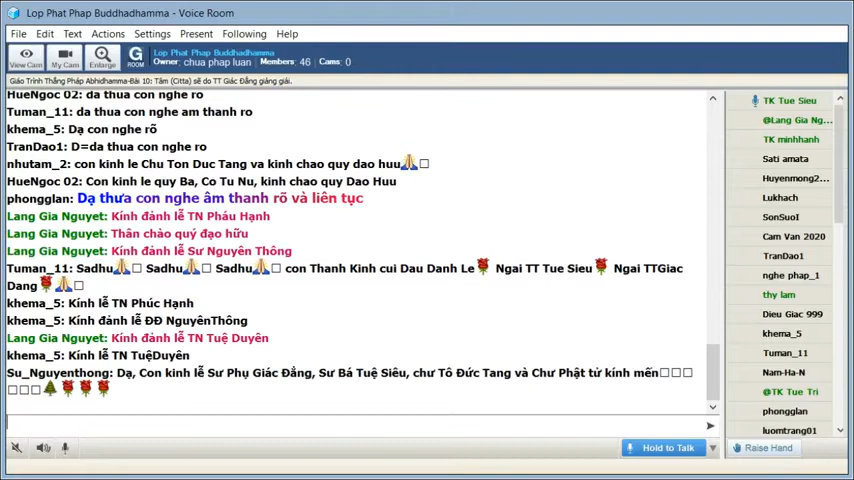 Lop Phat Phap Buddhadhamma - Voice Room
File Edit Text Actions Settings Present Following Help
View Cam My Cam Enlarge G ROOM
Lop Phat Phap Buddhadhamma
Owner: chua phap luan Members: 46 Cams: 0
Giáo Trình Thắng Pháp Abhidhamma-Bài 10: Tâm (Citta) sẽ do TT Giác Đẳng giảng giải.
HueNgoc 02: da thua con nghe ro
Tuman_11: da thua con nghe am thanh ro
khema_5: Dạ con nghe rõ
TranDao1: D=da thua con nghe ro
nhutam_2: con kinh le Chu Ton Duc Tang va kinh chao quy dao huu🙏
HueNgoc 02: Con kinh le quy Ba, Co Tu Nu, kinh chao quy Dao Huu
phongglan: Dạ thưa con nghe âm thanh rõ và liên tục
Lang Gia Nguyet: Kính đảnh lễ TN Pháu Hạnh
Lang Gia Nguyet: Thân chào quý đạo hữu
Lang Gia Nguyet: Kính đảnh lễ Sư Nguyên Thông
Tuman_11: Sadhu🙏 Sadhu🙏 Sadhu🙏 con Thanh Kinh cui Dau Danh Le🌹 Ngai TT Tue Sieu🌹 Ngai TTGiac
Dang🌹🙏
khema_5: Kính lễ TN Phúc Hạnh
khema_5: Kính đảnh lễ ĐĐ NguyênThông
Lang Gia Nguyet: Kính đảnh lễ TN Tuệ Duyên
khema_5: Kính lễ TN TuệDuyên
Su_Nguyenthong: Dạ, Con kinh lễ Sư Phụ Giác Đẳng, Sư Bá Tuệ Siêu, chư Tô Đức Tang và Chư Phật tử kính mến
🌲🌹🌹🌹
Hold to Talk
Raise Hand
TK Tue Sieu
@Lang Gia Ng...
TK minhhanh
Sati amata
Huyenmong2...
Lukhach
SonSuoI
Cam Van 2020
TranDao1
nghe phap_1
thy lam
Dieu Giac 999
khema_5
Tuman_11
Nam-Ha-N
@TK Tue Tri
phongglan
luomtrang01